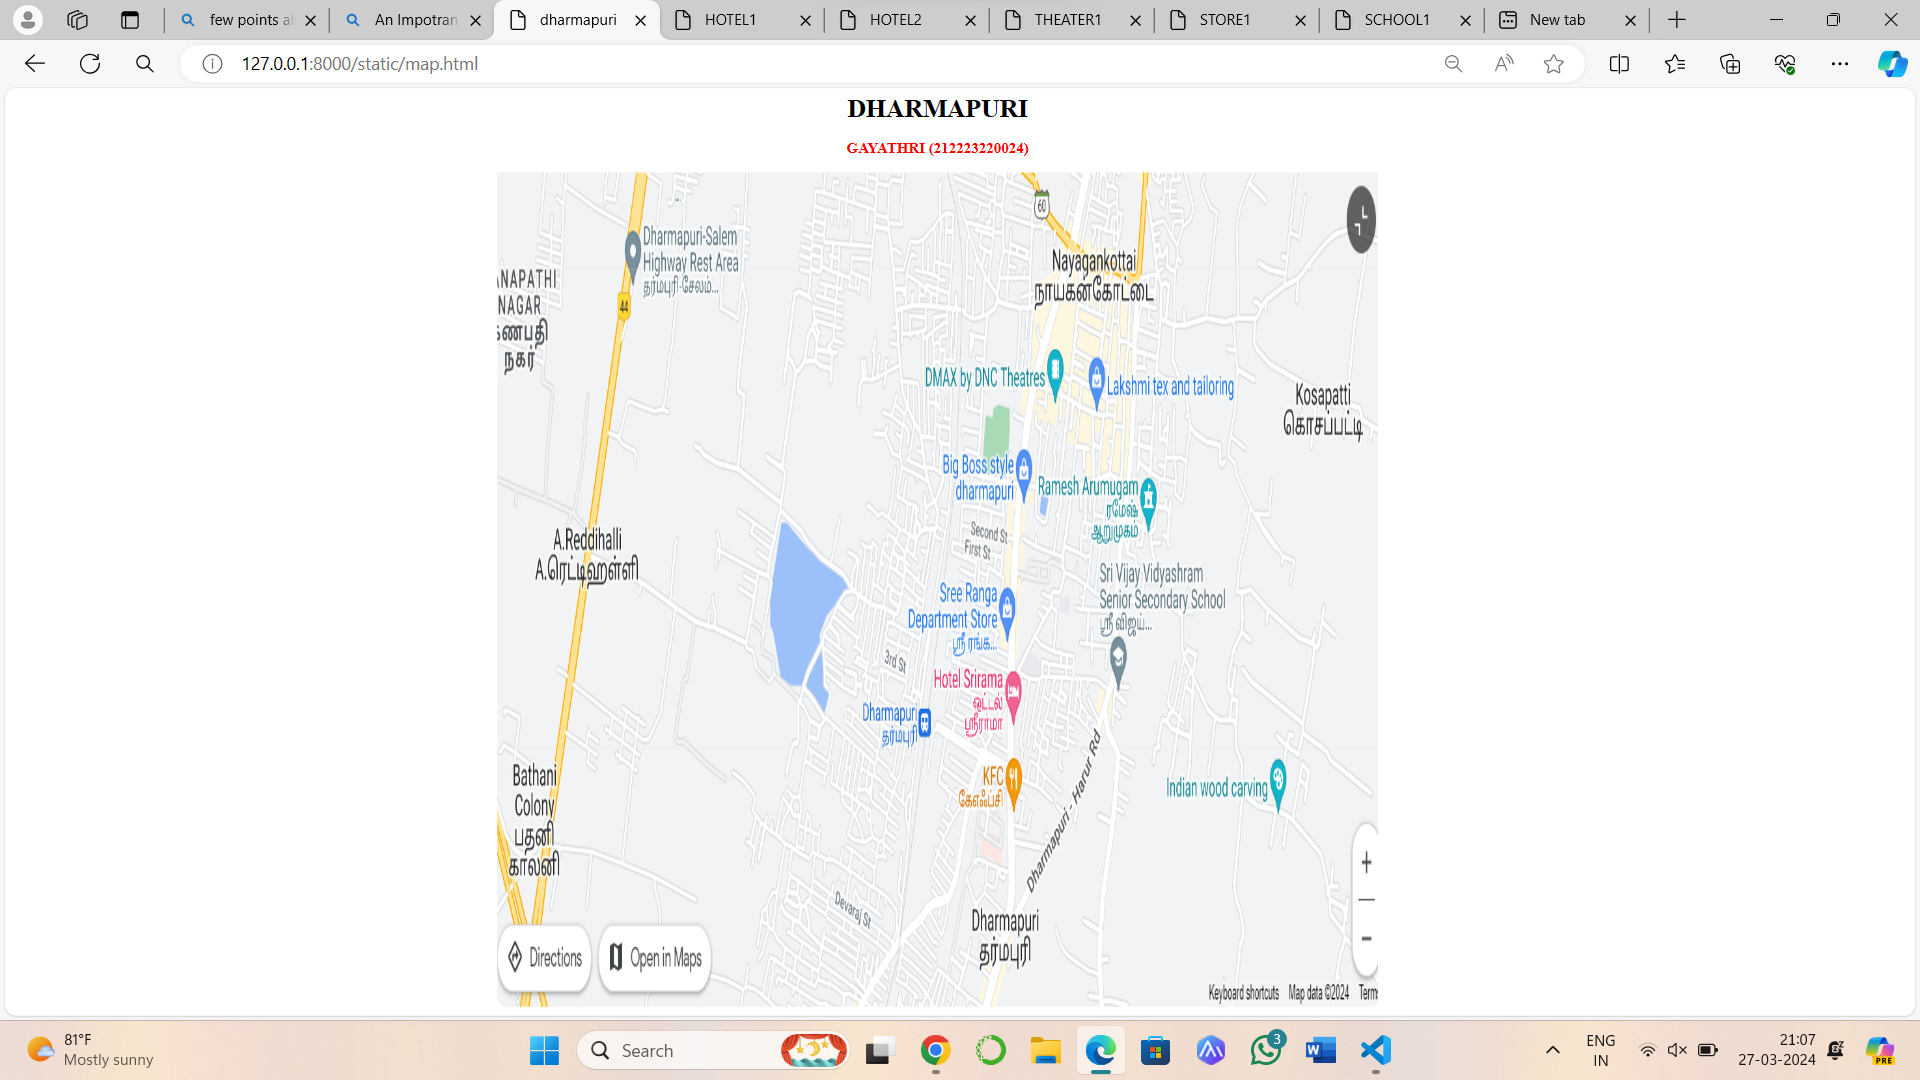 few points a
An Impotran
dharmapuri
HOTEL1
HOTEL2
THEATER1
STORE1
SCHOOL1
New tab
127.0.0.1:8000/static/map.html
DHARMAPURI
GAYATHRI (212223220024)
60
Dharmapuri-Salem
Highway Rest Area
தர்மபுரி-சேலம்...
44
ANAPATHI
NAGAR
கணபதி
நகர்
Nayagankottai
நாயகன்கோட்டை
DMAX by DNC Theatres
Lakshmi tex and tailoring
Kosapatti
கொசப்பட்டி
Big Boss style
dharmapuri
Ramesh Arumugam
ரமேஷ்
ஆறுமுகம்
Second St
First St
A.Reddihalli
A.ரெட்டிஹள்ளி
Sri Vijay Vidyashram
Senior Secondary School
ஸ்ரீ விஜய்...
Sree Ranga
Department Store
ஸ்ரீ ரங்க...
3rd St
Hotel Srirama
ஒட்டல்
ஸ்ரீராமா
Dharmapuri
தர்மபுரி
KFC
கேஎஃப்சி
Dharmapuri - Harur Rd
Indian wood carving
Bathani
Colony
பதனி
காலனி
Devaraj St
Dharmapuri
தர்மபுரி
Directions
Open in Maps
Keyboard shortcuts
Map data ©2024
Terms
81°F
Mostly sunny
Search
3
ENG
IN
21:07
27-03-2024
PRE